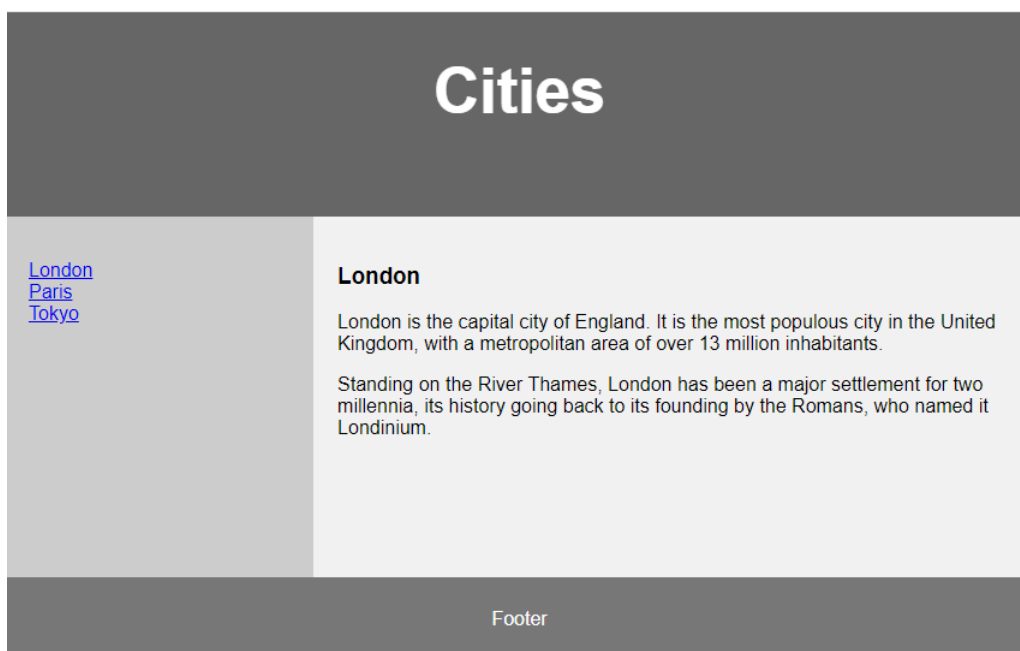 Cities
London
Paris
Tokyo
London
London is the capital city of England. It is the most populous city in the United
Kingdom, with a metropolitan area of over 13 million inhabitants.
Standing on the River Thames, London has been a major settlement for two
millennia, its history going back to its founding by the Romans, who named it
Londinium.
Footer